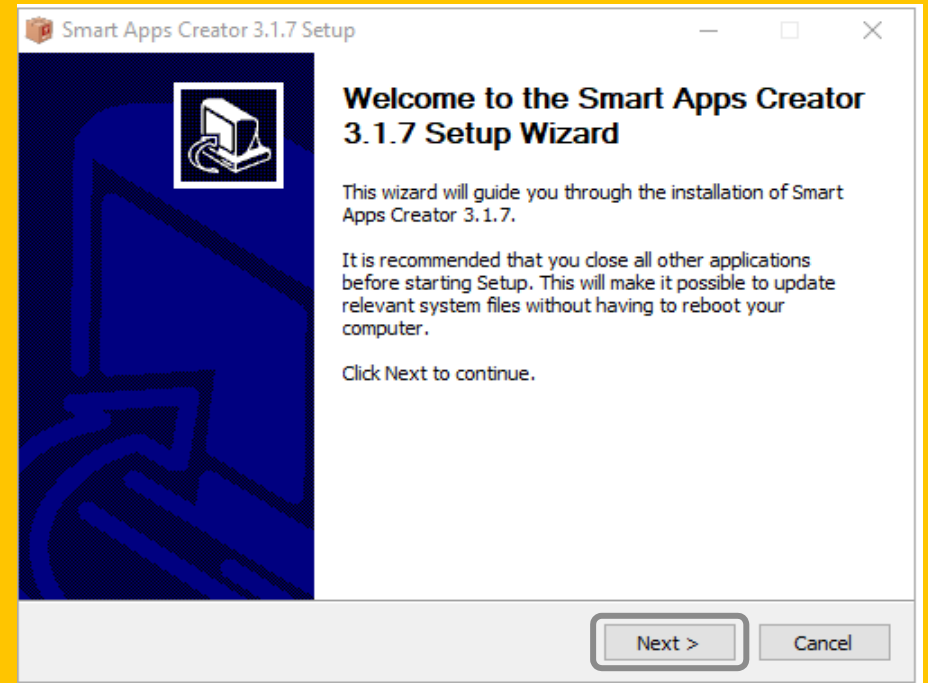 Smart Apps Creator 3.1.7 Setup
Welcome to the Smart Apps Creator
3.1.7 Setup Wizard
This wizard will guide you through the installation of Smart
Apps Creator 3.1.7.
It is recommended that you close all other applications
before starting Setup. This will make it possible to update
relevant system files without having to reboot your
computer.
Click Next to continue.
Next >
Cancel